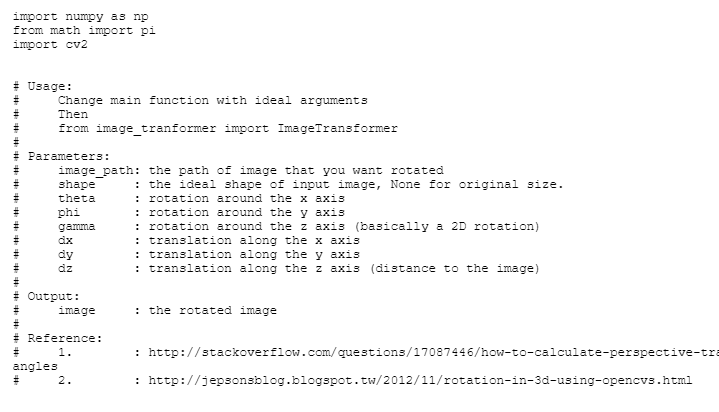 import numpy as np
from math import pi
import cv2
# Usage:
#     Change main function with ideal arguments
#     Then
#     from image_tranformer import ImageTransformer
#
# Parameters:
#     image_path: the path of image that you want rotated
#     shape     : the ideal shape of input image, None for original size.
#     theta     : rotation around the x axis
#     phi       : rotation around the y axis
#     gamma     : rotation around the z axis (basically a 2D rotation)
#     dx        : translation along the x axis
#     dy        : translation along the y axis
#     dz        : translation along the z axis (distance to the image)
#
# Output:
#     image     : the rotated image
#
# Reference:
#     1.        : http://stackoverflow.com/questions/17087446/how-to-calculate-perspective-tra
angles
#     2.        : http://jepsonsblog.blogspot.tw/2012/11/rotation-in-3d-using-opencvs.html